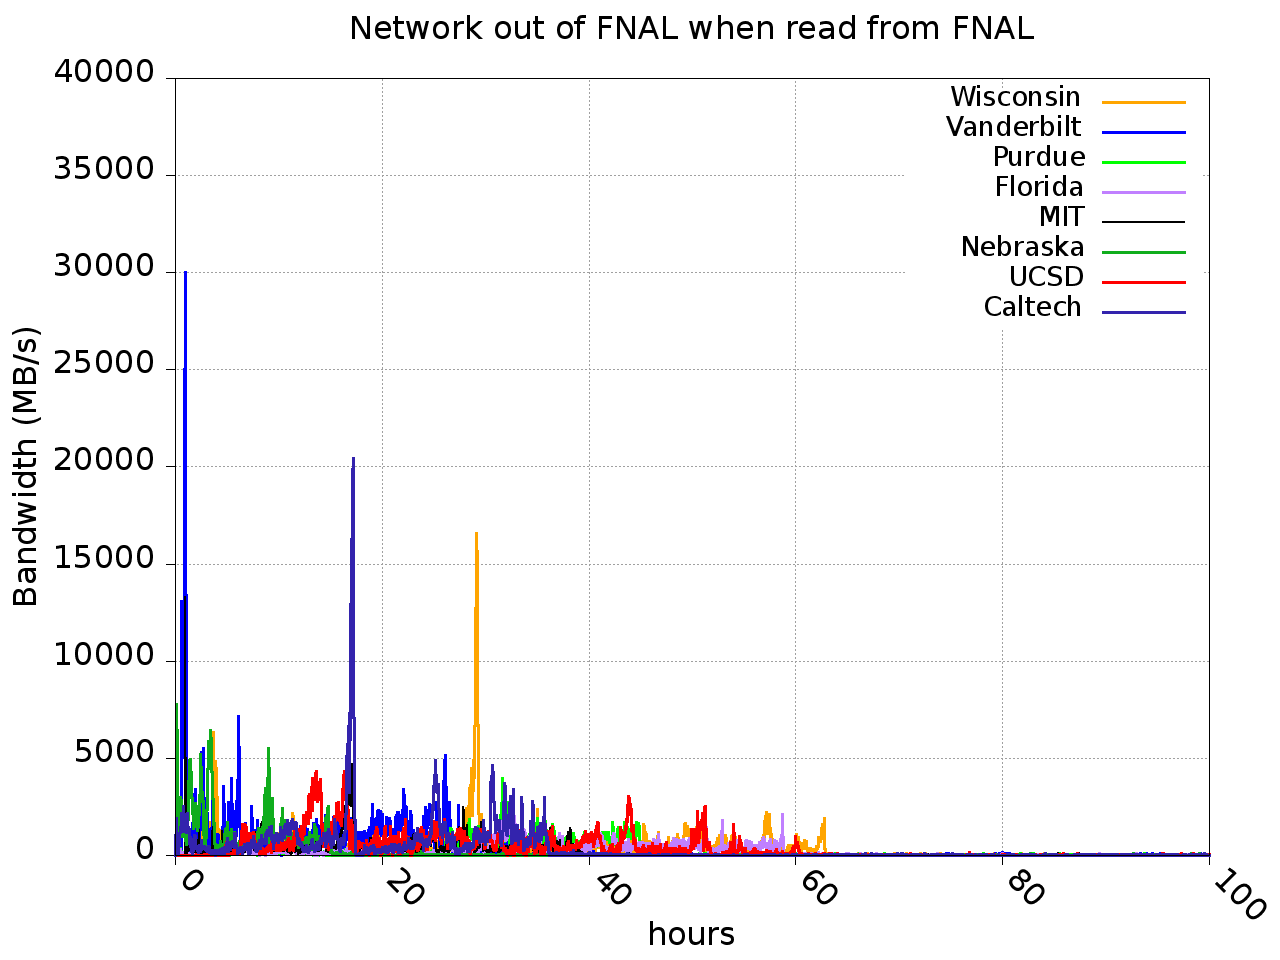 Network out of FNAL when read from FNAL
40000
35000
30000
25000
20000
15000
10000
5000
0
Bandwidth (MB/s)
Wisconsin
Vanderbilt
Purdue
Florida
MIT
Nebraska
UCSD
Caltech
0 20 40 60 80 100
hours